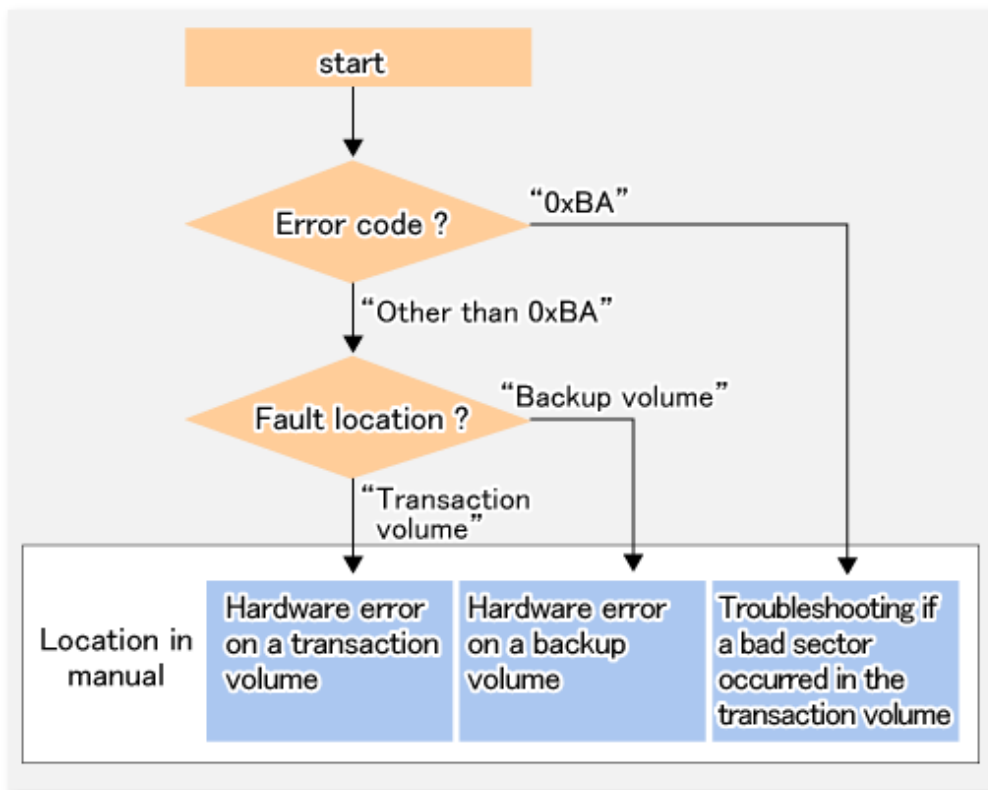 start
Error code ?
“0xBA”
“Other than 0xBA”
Fault location ?
“Backup volume”
“Transaction
volume”
Location in
manual
Hardware error
on a transaction
volume
Hardware error
on a backup
volume
Troubleshooting if
a bad sector
occurred in the
transaction volume